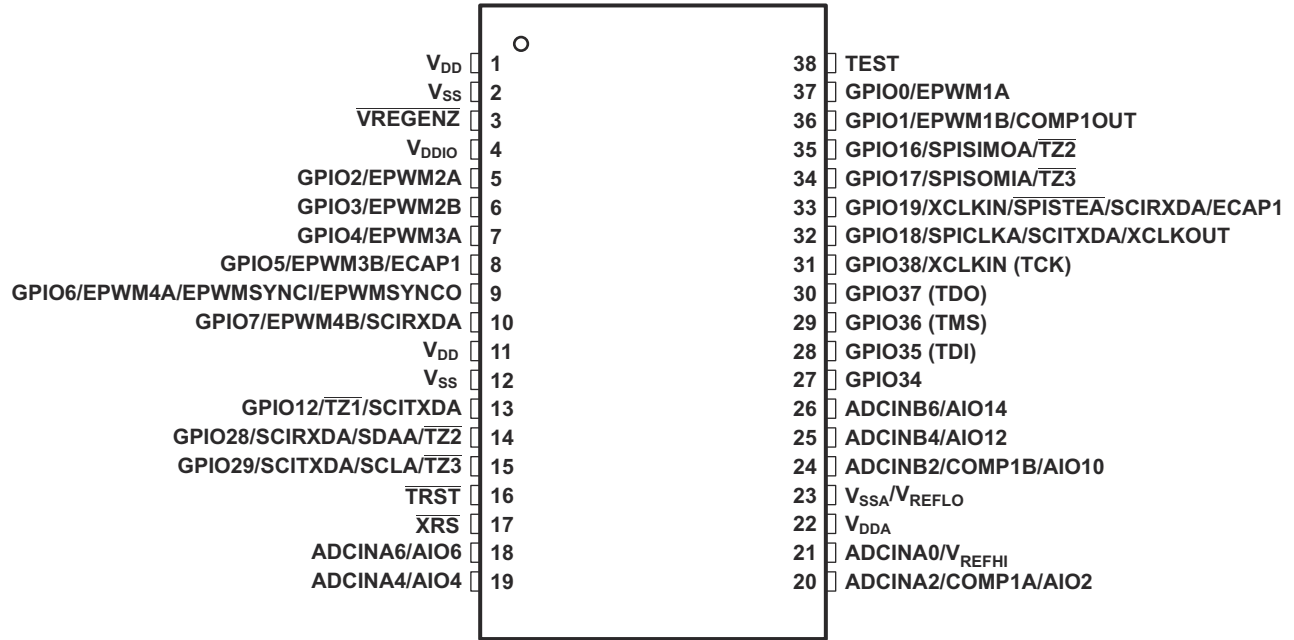 V_DD 1
V_SS 2
VREGENZ 3
V_DDIO 4
GPIO2/EPWM2A 5
GPIO3/EPWM2B 6
GPIO4/EPWM3A 7
GPIO5/EPWM3B/ECAP1 8
GPIO6/EPWM4A/EPWMSYNCI/EPWMSYNCO 9
GPIO7/EPWM4B/SCIRXDA 10
V_DD 11
V_SS 12
GPIO12/TZ1/SCITXDA 13
GPIO28/SCIRXDA/SDAA/TZ2 14
GPIO29/SCITXDA/SCLA/TZ3 15
TRST 16
XRS 17
ADCINA6/AIO6 18
ADCINA4/AIO4 19
38 TEST
37 GPIO0/EPWM1A
36 GPIO1/EPWM1B/COMP1OUT
35 GPIO16/SPISIMOA/TZ2
34 GPIO17/SPISOMIA/TZ3
33 GPIO19/XCLKIN/SPISTEA/SCIRXDA/ECAP1
32 GPIO18/SPICLKA/SCITXDA/XCLKOUT
31 GPIO38/XCLKIN (TCK)
30 GPIO37 (TDO)
29 GPIO36 (TMS)
28 GPIO35 (TDI)
27 GPIO34
26 ADCINB6/AIO14
25 ADCINB4/AIO12
24 ADCINB2/COMP1B/AIO10
23 V_SSA/V_REFLO
22 V_DDA
21 ADCINA0/V_REFHI
20 ADCINA2/COMP1A/AIO2